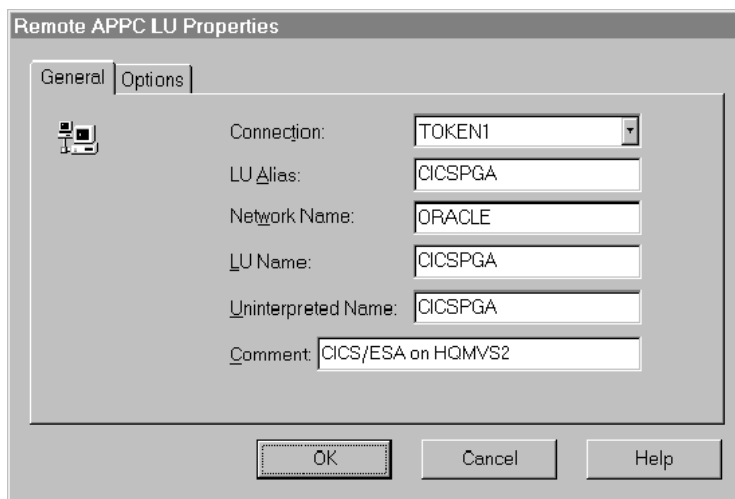 Remote APPC LU Properties
General Options
Connection: TOKEN1
LU Alias: CICSPGA
Network Name: ORACLE
LU Name: CICSPGA
Uninterpreted Name: CICSPGA
Comment: CICS/ESA on HQMVS2
OK Cancel Help